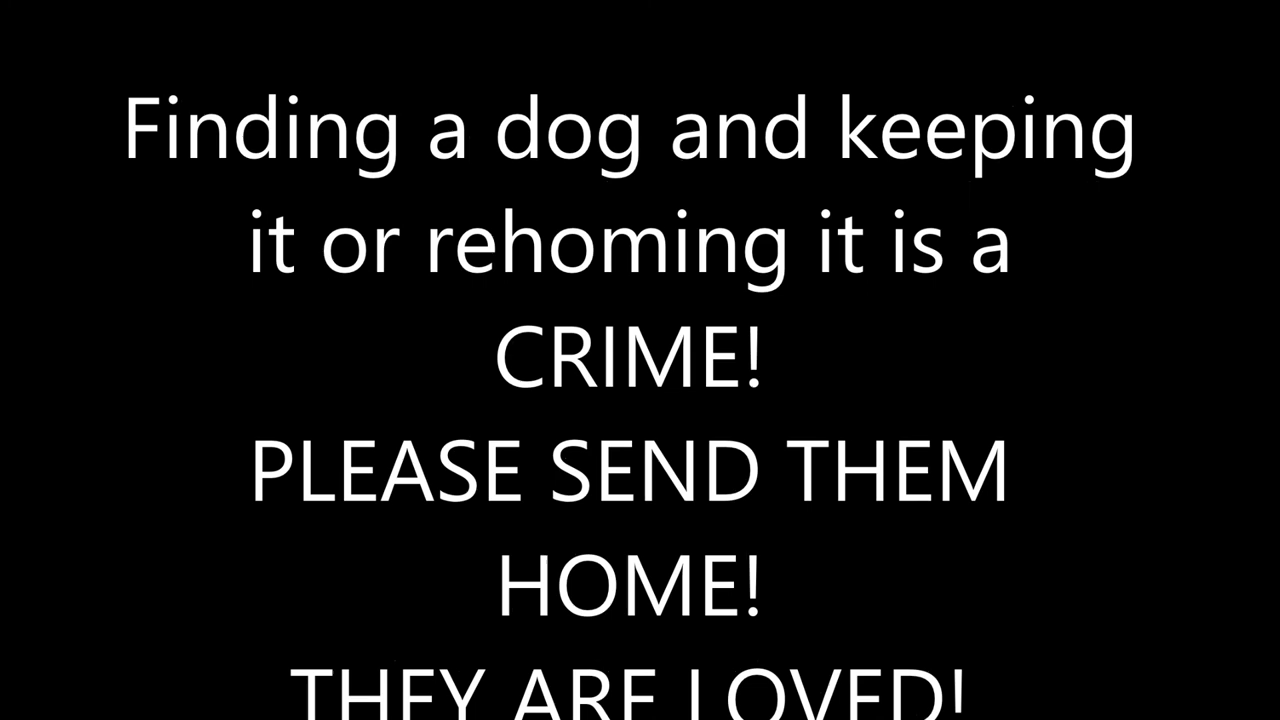 Finding a dog and keeping
it or rehoming it is a
CRIME!
PLEASE SEND THEM
HOME!
THEY ARE LOVED!